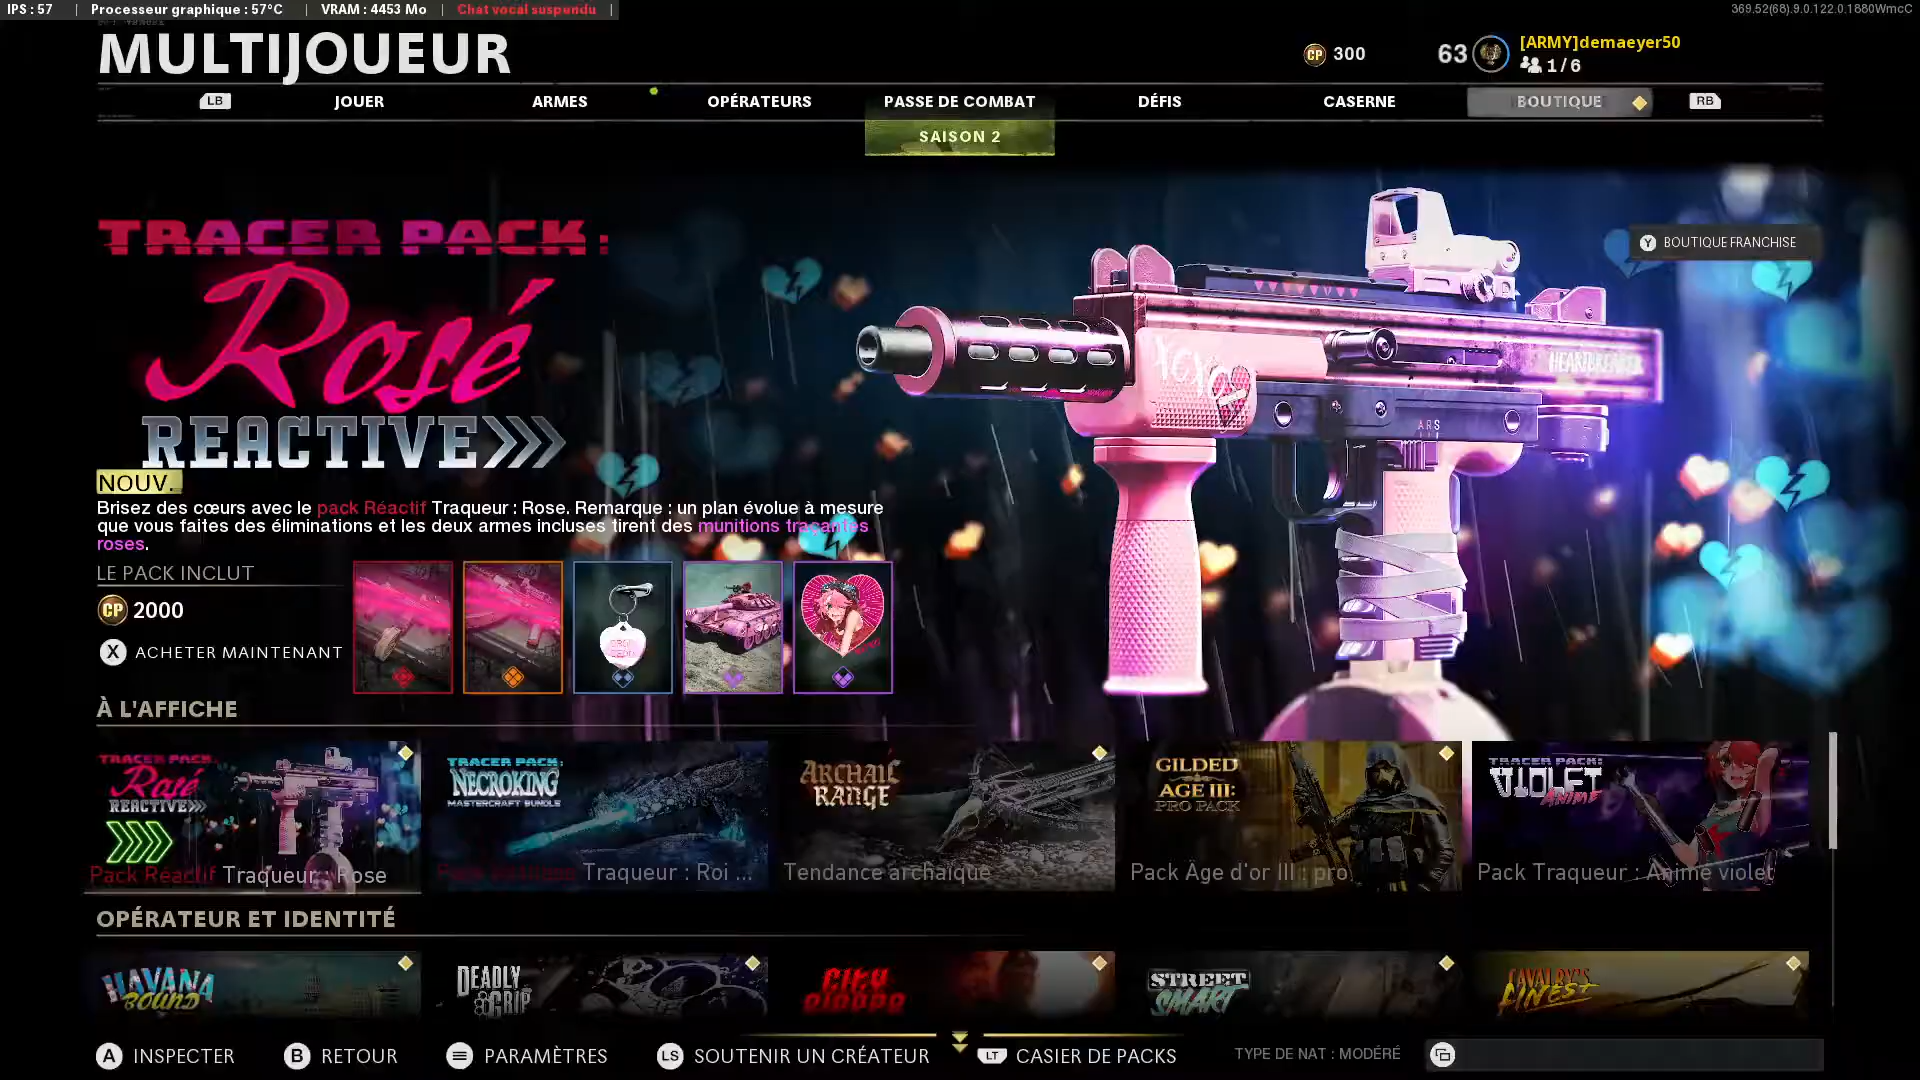 IPS : 57 | Processeur graphique : 57°C | VRAM : 4453 Mo | Chat vocal suspendu |
369.52(68).9.0.122.0.1880WmcC
MULTIJOUEUR
CP 300
63
[ARMY]demaeyer50
1/6
LB JOUER ARMES OPÉRATEURS PASSE DE COMBAT DÉFIS CASERNE BOUTIQUE RB
SAISON 2
TRACER PACK:
Rosé
REACTIVE
Y BOUTIQUE FRANCHISE
XOXO
HEARTBREAKER
ARS
NOUV.
Brisez des cœurs avec le pack Réactif Traqueur : Rose. Remarque : un plan évolue à mesure
que vous faites des éliminations et les deux armes incluses tirent des munitions traçantes
roses.
LE PACK INCLUT
CP 2000
X ACHETER MAINTENANT
À L'AFFICHE
TRACER PACK:
Rosé
REACTIVE
Pack Réactif Traqueur : Rose
TRACER PACK:
NECROKING
MASTERCRAFT BUNDLE
Traqueur : Roi ...
ARCHAIC
RANGE
Tendance archaïque
GILDED
AGE III:
PRO PACK
Pack Âge d'or III : pro
TRACER PACK:
VIOLET
ANIME
Pack Traqueur : Anime violet
OPÉRATEUR ET IDENTITÉ
HAVANA
BOUND
DEADLY
GRIP
CITY
STREET
SMART
CAVALRY'S
FINEST
A INSPECTER B RETOUR PARAMÈTRES LS SOUTENIR UN CRÉATEUR LT CASIER DE PACKS TYPE DE NAT : MODÉRÉ